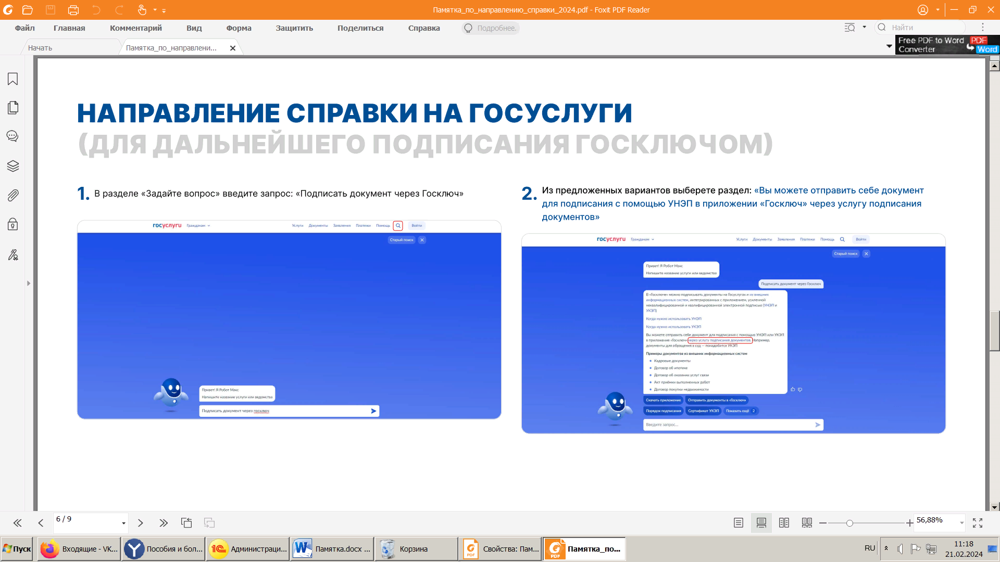 Памятка_по_направлению_справки_2024.pdf - Foxit PDF Reader
Файл Главная Комментарий Вид Форма Защитить Поделиться Справка Подробнее. Найти
Начать Памятка_по_направлени...
Free PDF to Word Converter PDF Word
НАПРАВЛЕНИЕ СПРАВКИ НА ГОСУСЛУГИ
(ДЛЯ ДАЛЬНЕЙШЕГО ПОДПИСАНИЯ ГОСКЛЮЧОМ)
1. В разделе «Задайте вопрос» введите запрос: «Подписать документ через Госключ»
госуслуги Гражданам Услуги Документы Заявления Платежи Помощь Войти
Старый поиск
Привет! Я Робот Макс
Напишите название услуги или ведомства
Подписать документ через госключ
2. Из предложенных вариантов выберете раздел: «Вы можете отправить себе документ
для подписания с помощью УНЭП в приложении «Госключ» через услугу подписания
документов»
госуслуги Гражданам Услуги Документы Заявления Платежи Помощь Войти
Старый поиск
Привет! Я Робот Макс
Напишите название услуги или ведомства
Подписать документ через Госключ
В «Госключе» можно подписывать документы на Госуслугах и из внешних
информационных систем, интегрированных с приложением, усиленной
неквалифицированной и квалифицированной электронной подписью (УНЭП и
УКЭП)
Когда нужно использовать УНЭП
Когда нужно использовать УКЭП
Вы можете отправить себе документ для подписания с помощью УНЭП или УКЭП
в приложение «Госключ» через услугу подписания документов. Например,
документы для обращения в суд — понадобится УКЭП
Примеры документов из внешних информационных систем
Кадровые документы
Договор об ипотеке
Договор об оказании услуг связи
Акт приёмки выполненных работ
Договор покупки недвижимости
Скачать приложение Отправить документы в «Госключ»
Порядок подписания Сертификат УКЭП Показать ещё 2
Введите запрос...
6 / 9 56,88%
Пуск Входящие - VK... Пособия и бол... Администраци... Памятка.docx ... Корзина Свойства: Пам... Памятка_по... RU 11:18
21.02.2024